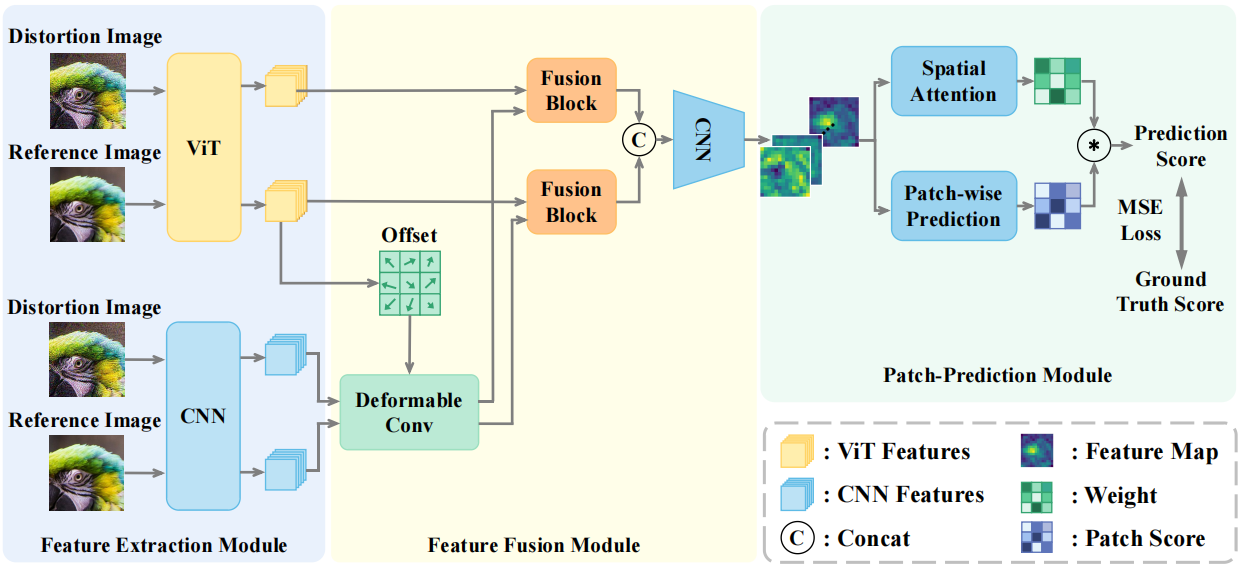 Distortion Image
ViT
Reference Image
Distortion Image
CNN
Reference Image
Feature Extraction Module
Fusion
Block
C
CNN
Fusion
Block
Offset
Deformable
Conv
Feature Fusion Module
Spatial
Attention
*
Prediction
Score
Patch-wise
Prediction
MSE
Loss
Ground
Truth Score
Patch-Prediction Module
: ViT Features
: Feature Map
: CNN Features
: Weight
C : Concat
: Patch Score